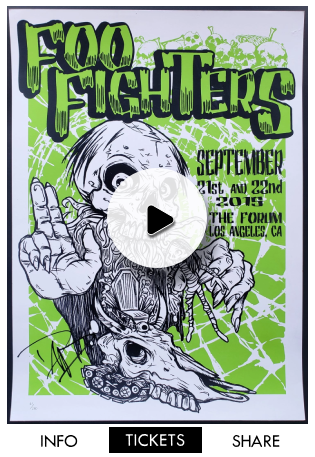 FOO
FIGHTERS
SEPTEMBER
21st AND 22nd
2015
THE FORUM
LOS ANGELES, CA
INFO TICKETS SHARE